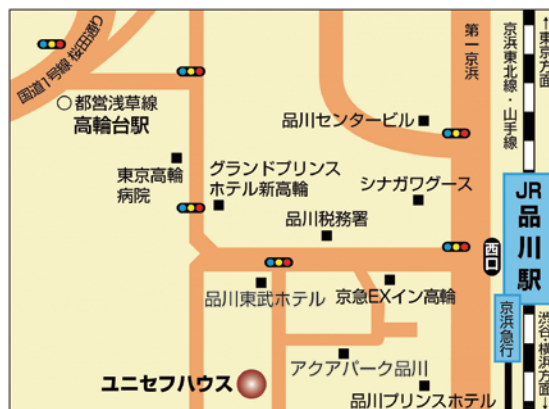 国道1号線 桜田通り
都営浅草線
高輪台駅
東京高輪
病院
グランドプリンス
ホテル新高輪
品川センタービル
シナガワグース
品川税務署
第一京浜
京浜東北線・山手線
↑東京方面
JR品川駅
西口
京浜急行
渋谷・横浜方面↓
品川東武ホテル
京急EXイン高輪
アクアパーク品川
ユニセフハウス
品川プリンスホテル